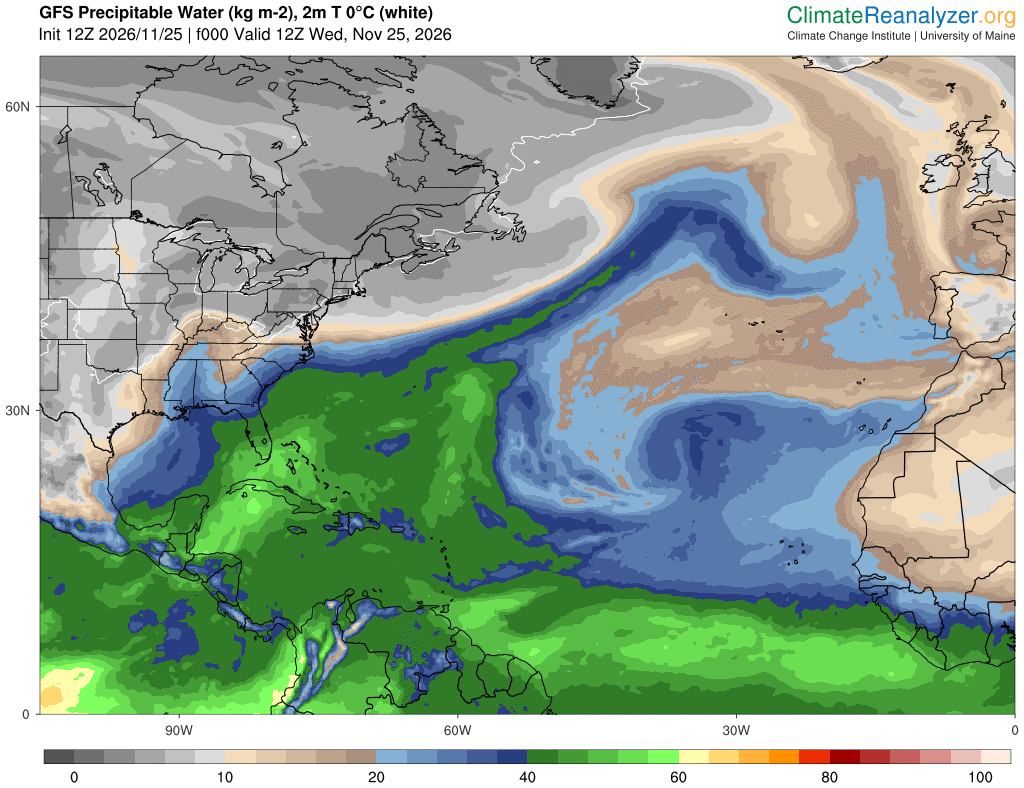 GFS Precipitable Water (kg m-2), 2m T 0°C (white)
Init 12Z 2026/11/25 | f000 Valid 12Z Wed, Nov 25, 2026
ClimateReanalyzer.org
Climate Change Institute | University of Maine
60N
30N
0
90W 60W 30W 0
0 10 20 40 60 80 100